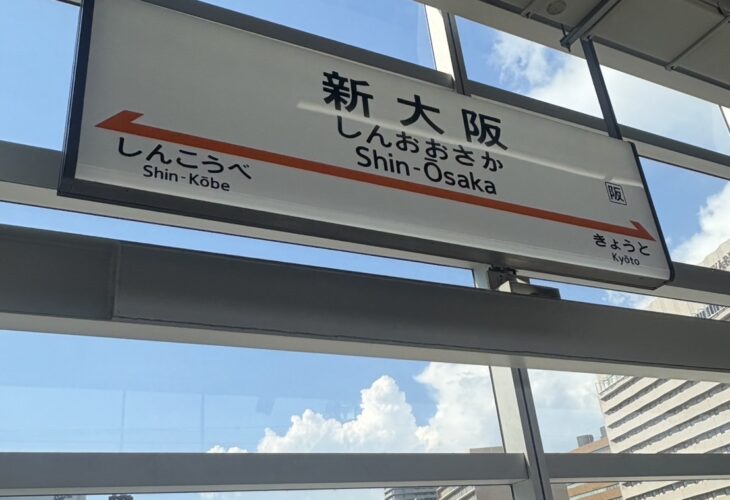 新大阪
しんおおさか
Shin-Ōsaka
しんこうべ
Shin-Kōbe
阪
きょうと
Kyōto